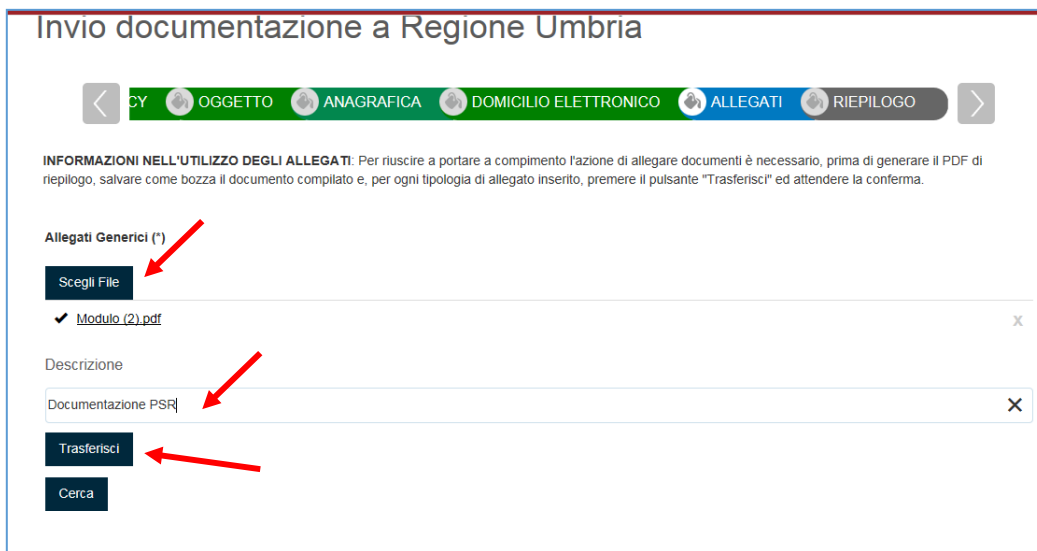 Invio documentazione a Regione Umbria
CY OGGETTO ANAGRAFICA DOMICILIO ELETTRONICO ALLEGATI RIEPILOGO
INFORMAZIONI NELL'UTILIZZO DEGLI ALLEGATI: Per riuscire a portare a compimento l'azione di allegare documenti è necessario, prima di generare il PDF di
riepilogo, salvare come bozza il documento compilato e, per ogni tipologia di allegato inserito, premere il pulsante "Trasferisci" ed attendere la conferma.
Allegati Generici (*)
Scegli File
Modulo (2).pdf x
Descrizione
Documentazione PSR
Trasferisci
Cerca